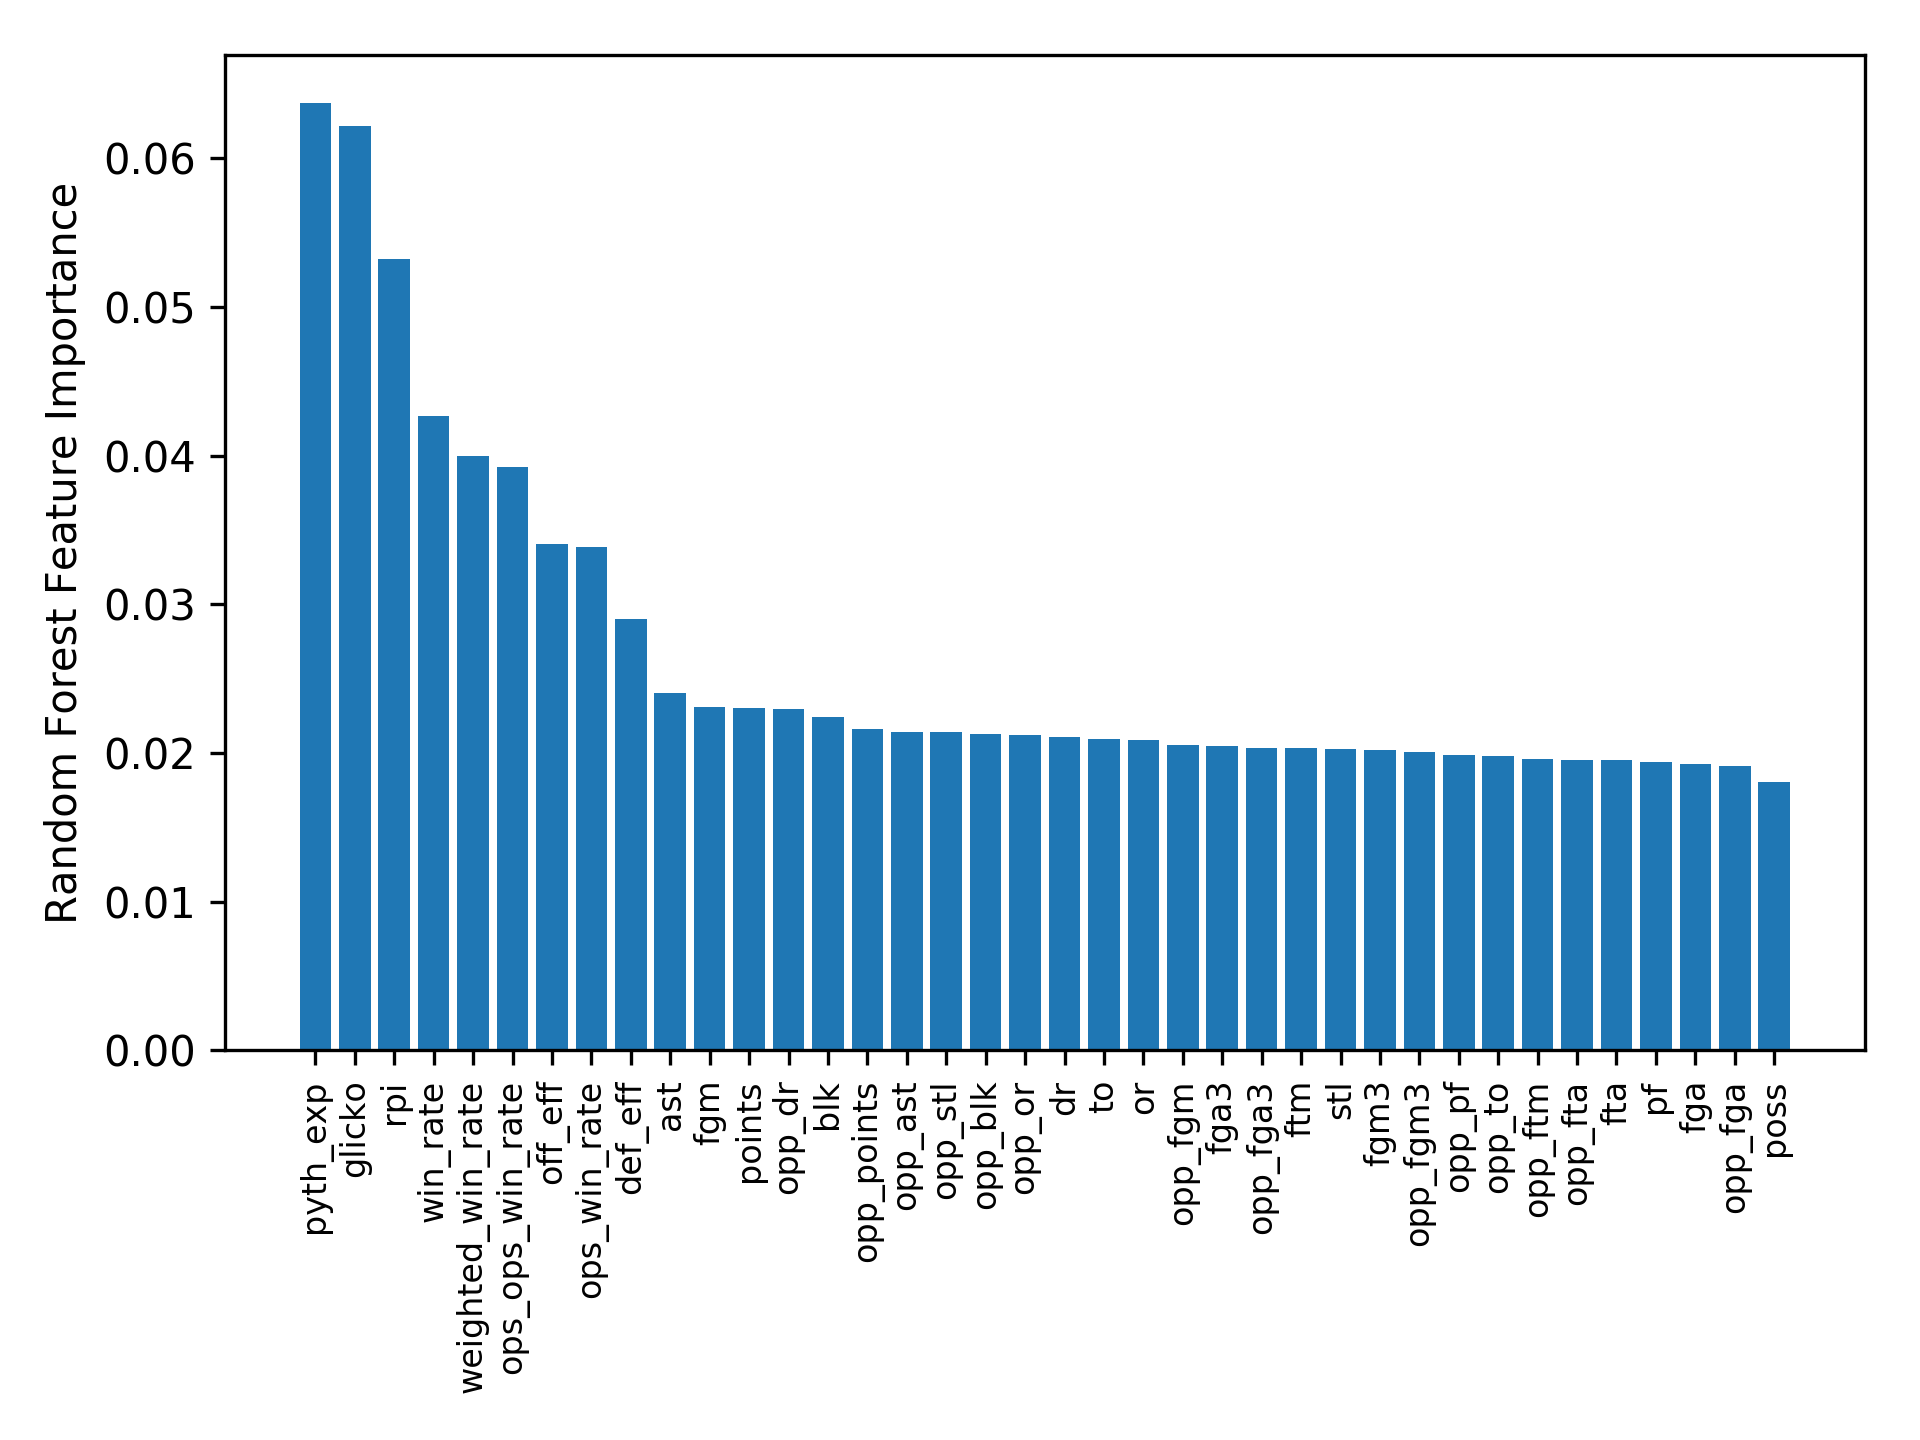 Random Forest Feature Importance
0.06
0.05
0.04
0.03
0.02
0.01
0.00
pyth_exp
glicko
rpi
win_rate
weighted_win_rate
ops_ops_win_rate
off_eff
ops_win_rate
def_eff
ast
fgm
points
opp_dr
blk
opp_points
opp_ast
opp_stl
opp_blk
opp_or
dr
to
or
opp_fgm
fga3
opp_fga3
ftm
stl
fgm3
opp_fgm3
opp_pf
opp_to
opp_ftm
opp_fta
fta
pf
fga
opp_fga
poss